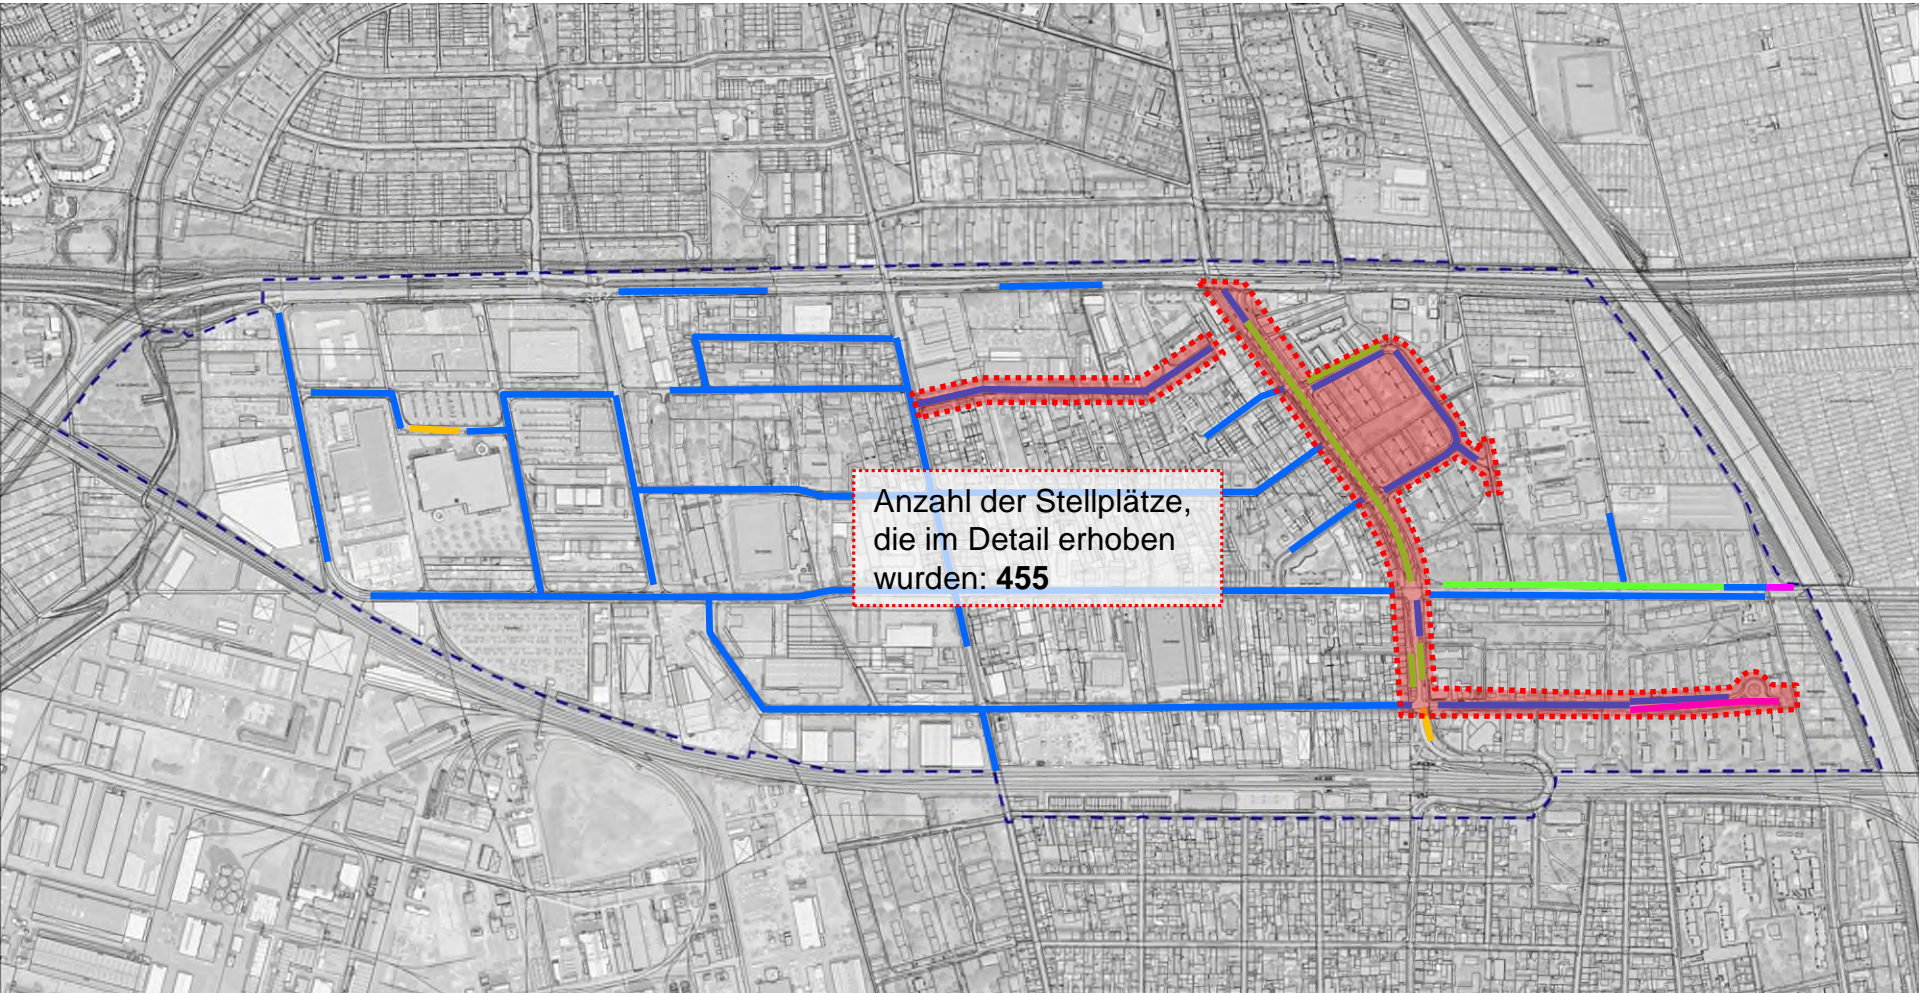 Anzahl der Stellplätze,
die im Detail erhoben
wurden: 455